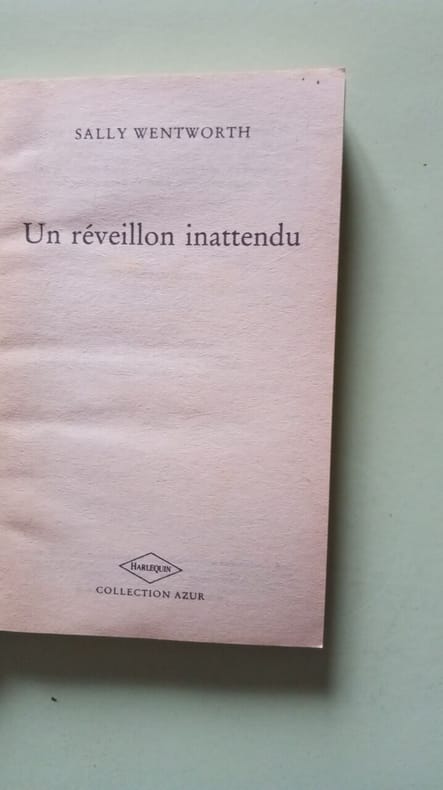 SALLY WENTWORTH
Un réveillon inattendu
HARLEQUIN
COLLECTION AZUR